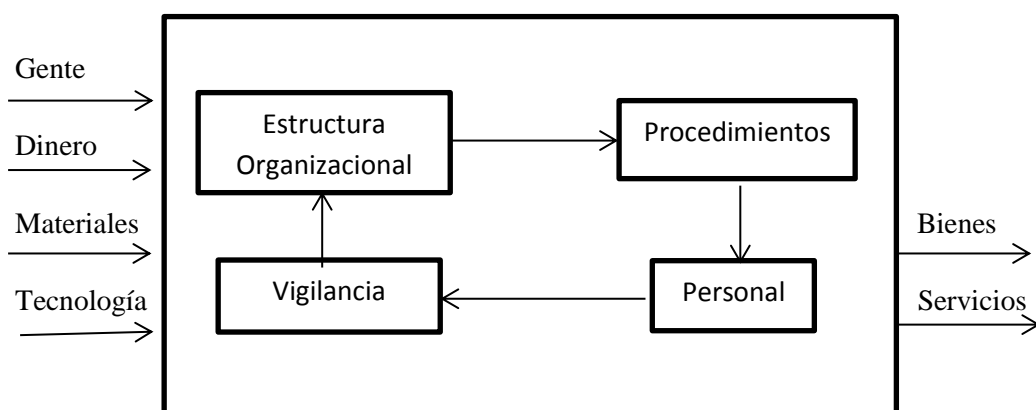 Gente
Dinero
Materiales
Tecnología
Estructura
Organizacional
Procedimientos
Vigilancia
Personal
Bienes
Servicios